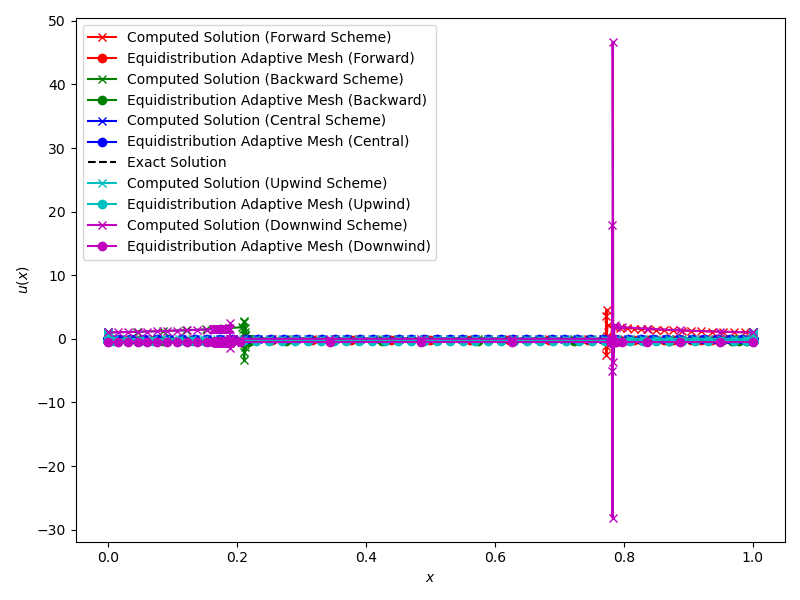 50
40
30
20
10
0
−10
−20
−30
u(x)
Computed Solution (Forward Scheme)
Equidistribution Adaptive Mesh (Forward)
Computed Solution (Backward Scheme)
Equidistribution Adaptive Mesh (Backward)
Computed Solution (Central Scheme)
Equidistribution Adaptive Mesh (Central)
Exact Solution
Computed Solution (Upwind Scheme)
Equidistribution Adaptive Mesh (Upwind)
Computed Solution (Downwind Scheme)
Equidistribution Adaptive Mesh (Downwind)
0.0 0.2 0.4 0.6 0.8 1.0
x